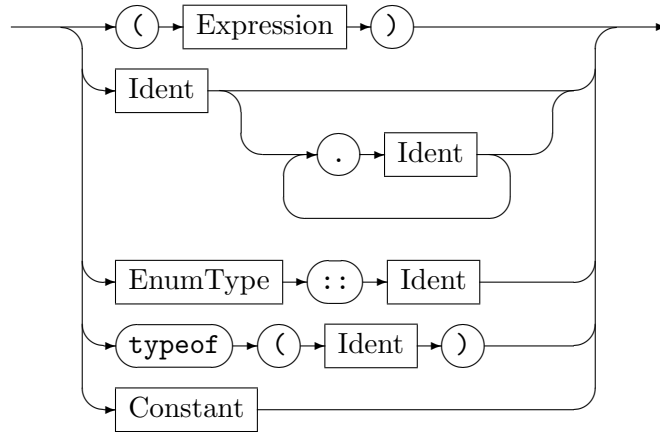 ( Expression )
Ident
. Ident
EnumType :: Ident
typeof ( Ident )
Constant